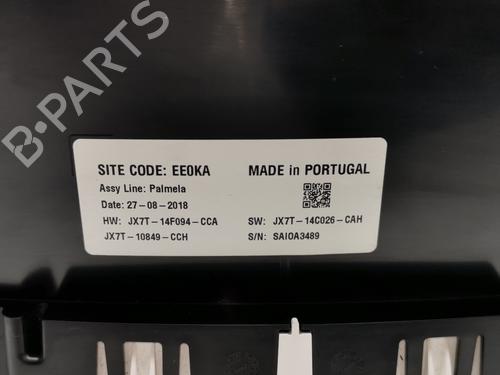 B-PARTS
SITE CODE: EE0KA
MADE in PORTUGAL
Assy Line: Palmela
Date: 27-08-2018
HW: JX7T-14F094-CCA
SW: JX7T-14C026-CAH
JX7T-10849-CCH
S/N: SAI0A3489